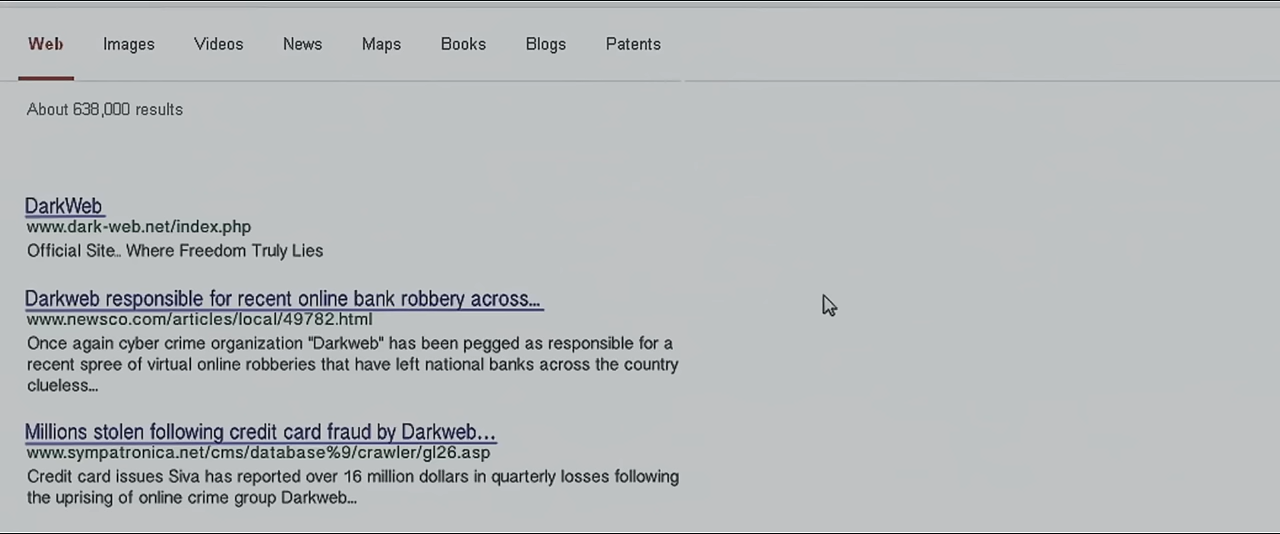 Web Images Videos News Maps Books Blogs Patents
About 638,000 results
DarkWeb
www.dark-web.net/index.php
Official Site.. Where Freedom Truly Lies
Darkweb responsible for recent online bank robbery across...
www.newsco.com/articles/local/49782.html
Once again cyber crime organization "Darkweb" has been pegged as responsible for a
recent spree of virtual online robberies that have left national banks across the country
clueless...
Millions stolen following credit card fraud by Darkweb...
www.sympatronica.net/cms/database%9/crawler/gl26.asp
Credit card issues Siva has reported over 16 million dollars in quarterly losses following
the uprising of online crime group Darkweb...